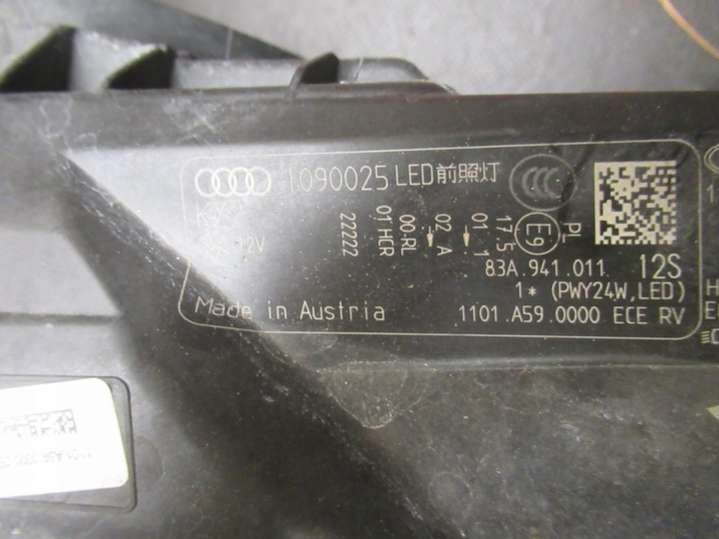 1090025 LED前照灯
12V
22222
01 HCR
00-RL
02 A
01 1
17.5
E9
PL
83A.941.011 12S
1* (PWY24W,LED)
Made in Austria 1101.A59.0000 ECE RV